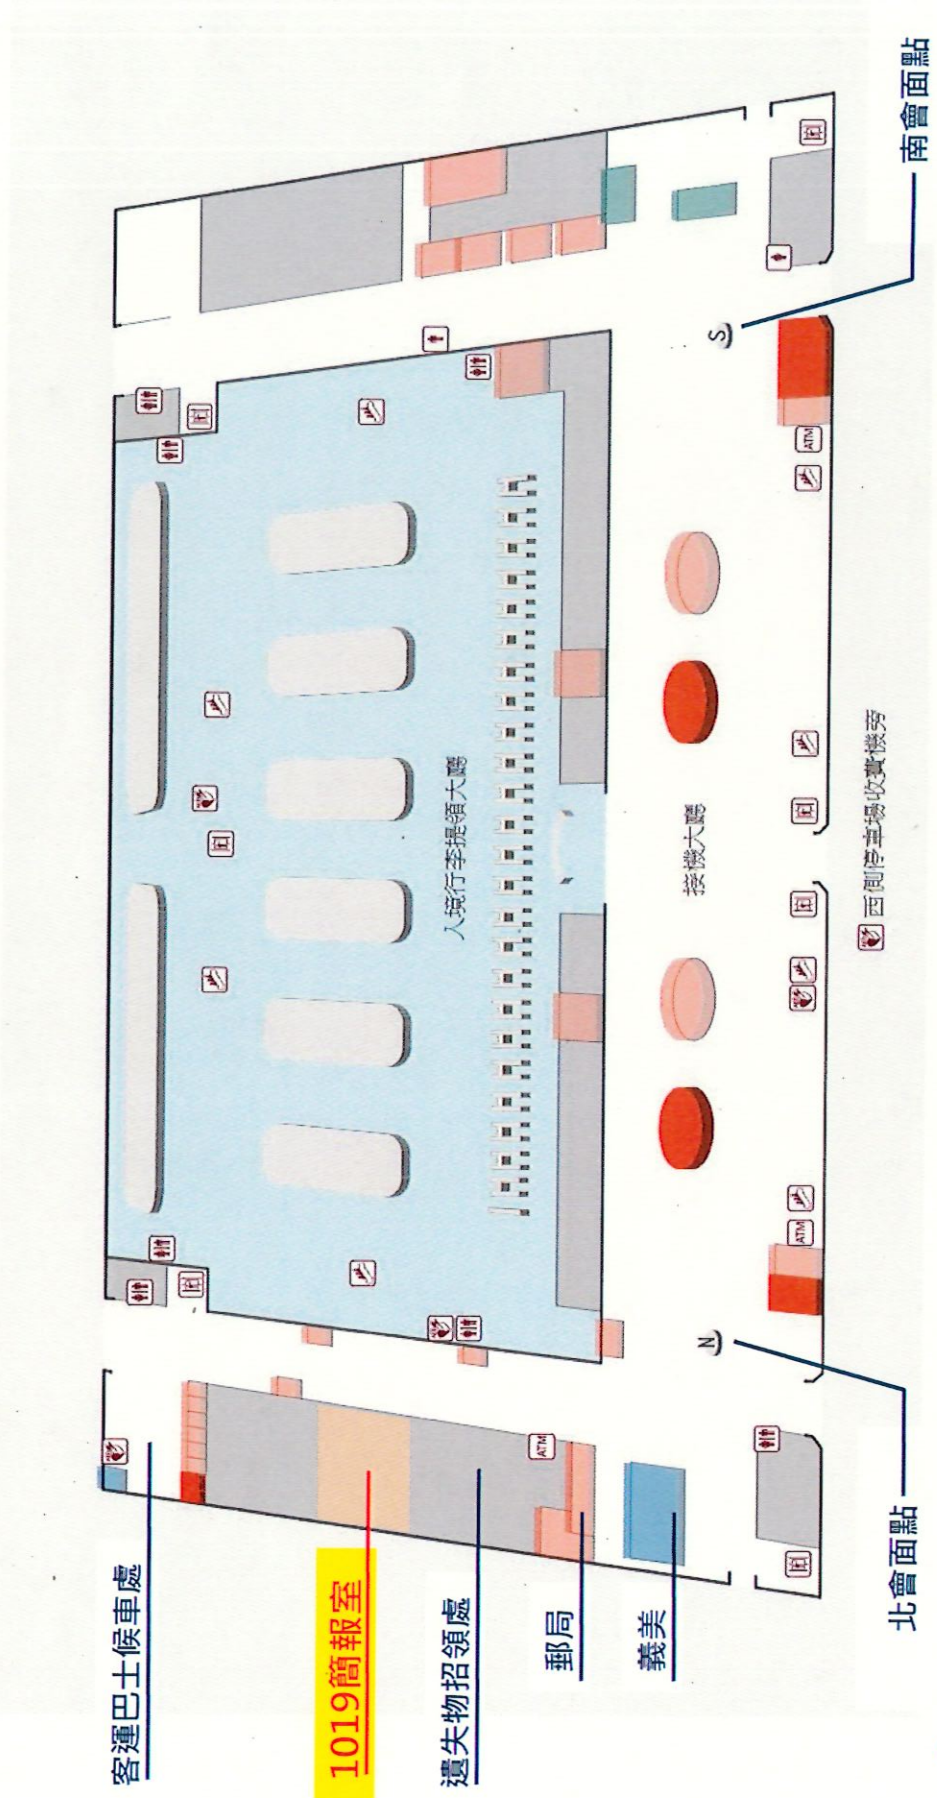 客運巴士候車處
1019簡報室
遺失物招領處
郵局
義美
北會面點
南會面點
入境行李提領大廳
接機大廳
西側停車場收費機旁
N
S
ATM
ATM
ATM